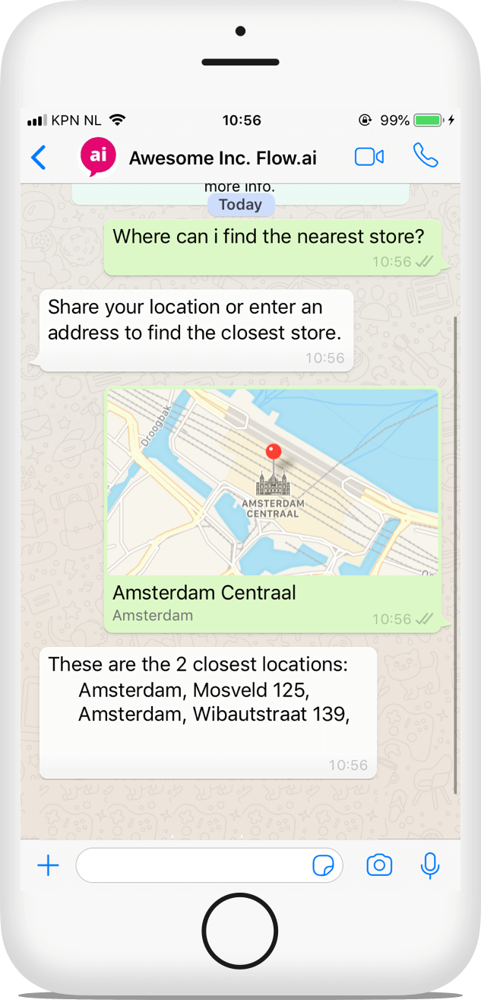 KPN NL 10:56 99%
ai Awesome Inc. Flow.ai
more info.
Today
Where can i find the nearest store?
10:56
Share your location or enter an
address to find the closest store.
10:56
Droogbak
AMSTERDAM
CENTRAAL
Amsterdam Centraal
Amsterdam
10:56
These are the 2 closest locations:
Amsterdam, Mosveld 125,
Amsterdam, Wibautstraat 139,
10:56